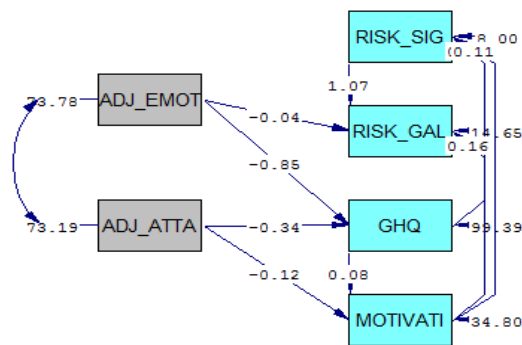 RISK_SIG
8.00
0.11
73.78
ADJ_EMOT
1.07
-0.04
RISK_GAL
14.65
0.16
-0.85
73.19
ADJ_ATTA
-0.34
GHQ
99.39
-0.12
0.08
MOTIVATI
34.80